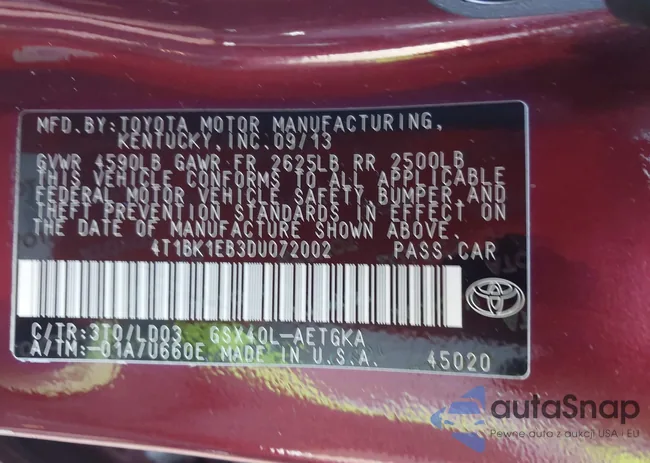 MFD.BY:TOYOTA MOTOR MANUFACTURING,
KENTUCKY,INC.09/13
GVWR 4590LB GAWR FR 2625LB RR 2500LB
THIS VEHICLE CONFORMS TO ALL APPLICABLE
FEDERAL MOTOR VEHICLE SAFETY,BUMPER,AND
THEFT PREVENTION STANDARDS IN EFFECT ON
THE DATE OF MANUFACTURE SHOWN ABOVE.
4T1BK1EB3DU072002 PASS.CAR
C/TR:3T0/LD03 GSX40L-AETGKA
A/TM:-01A/U660E MADE IN U.S.A. 45020
autoSnap
Pewne auta z aukcji USA i EU